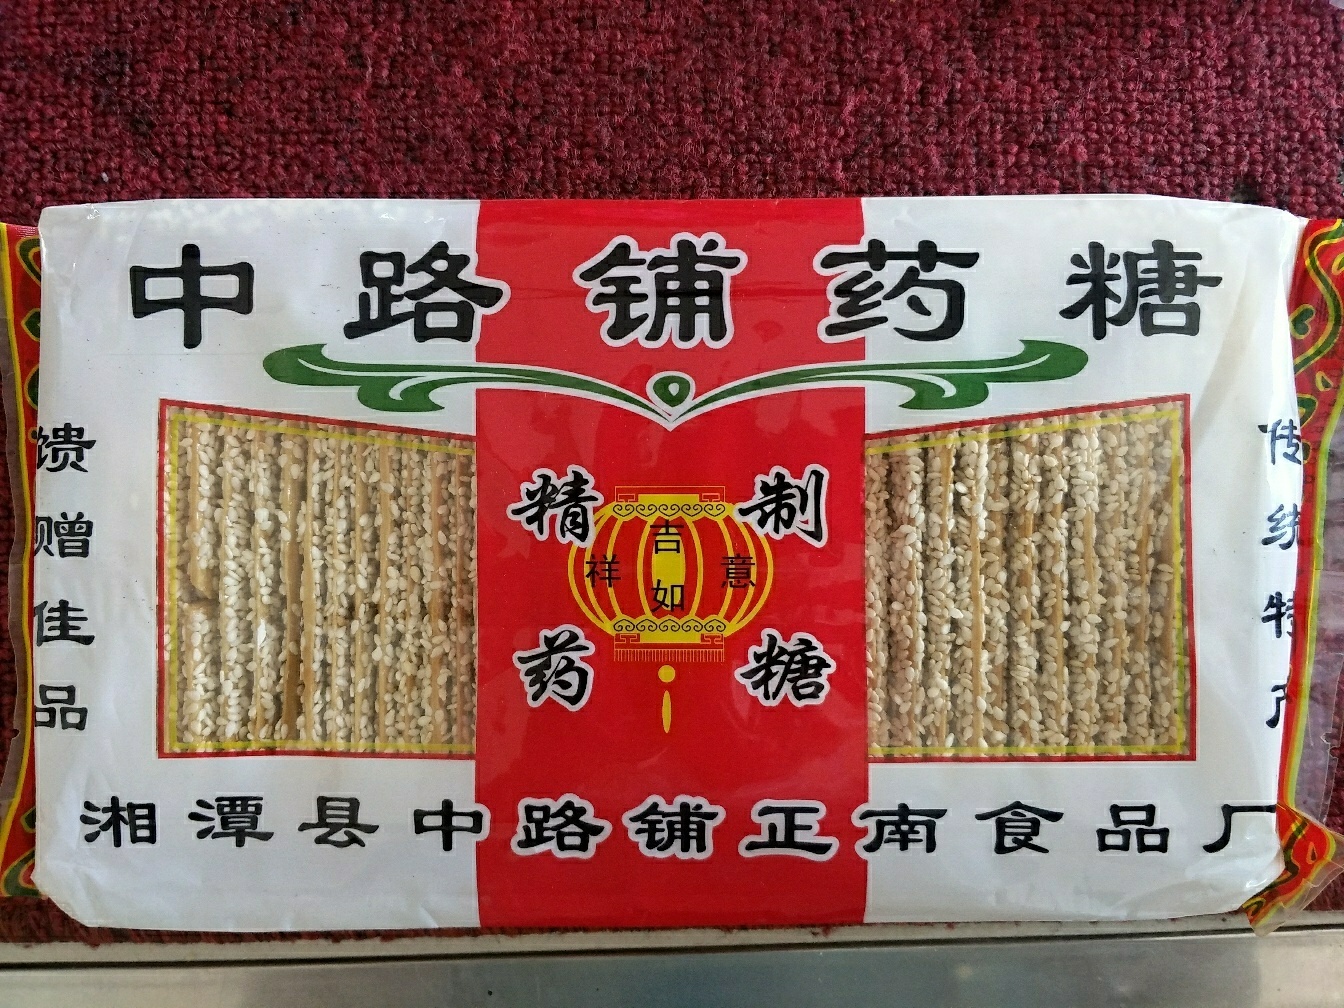 中路铺药糖
馈赠佳品
精制
吉祥如意
药糖
传统特产
湘潭县中路铺正南食品厂